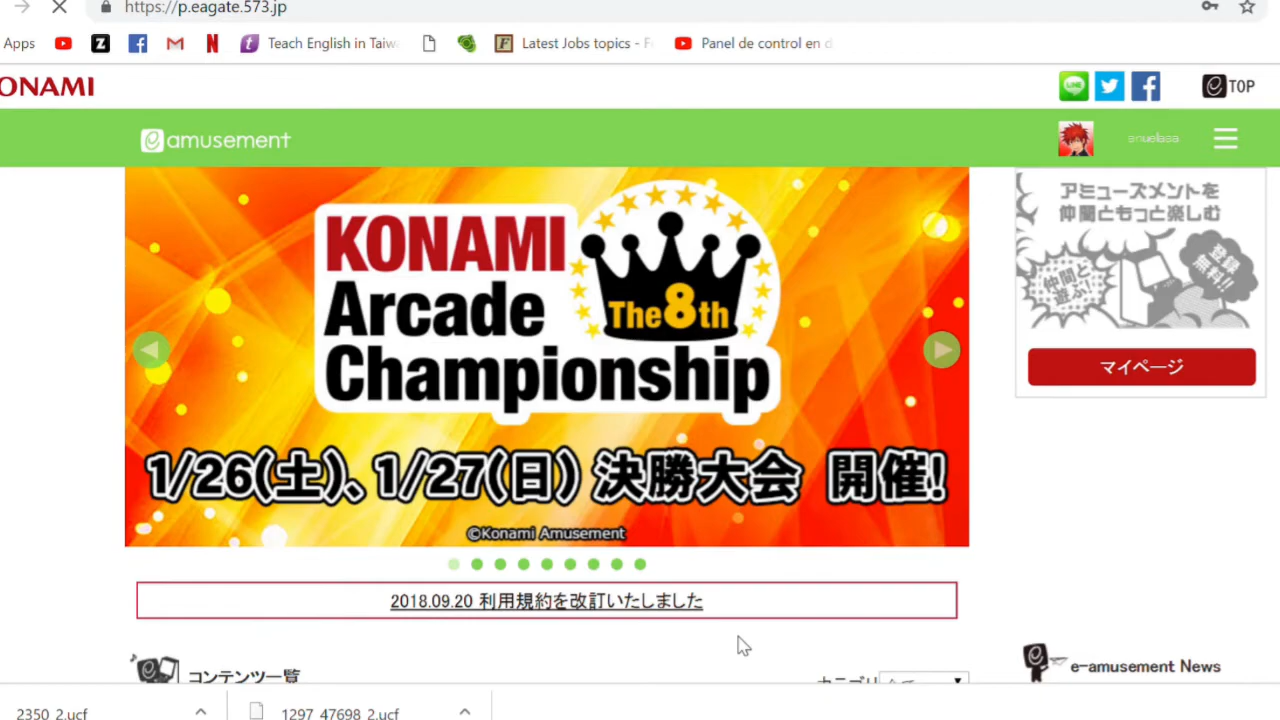 https://p.eagate.573.jp
Apps
Teach English in Taiw
Latest Jobs topics - F
Panel de control en d
ONAMI
TOP
amusement
KONAMI
Arcade
Championship
The 8th
1/26(土)、1/27(日) 決勝大会 開催!
©Konami Amusement
アミューズメントを
仲間ともっと楽しむ
仲間と
遊ぶ!
登録
無料!!
マイページ
2018.09.20 利用規約を改訂いたしました
コンテンツ一覧
カテゴリ
e-amusement News
2350_2.ucf
1297_47698_2.ucf